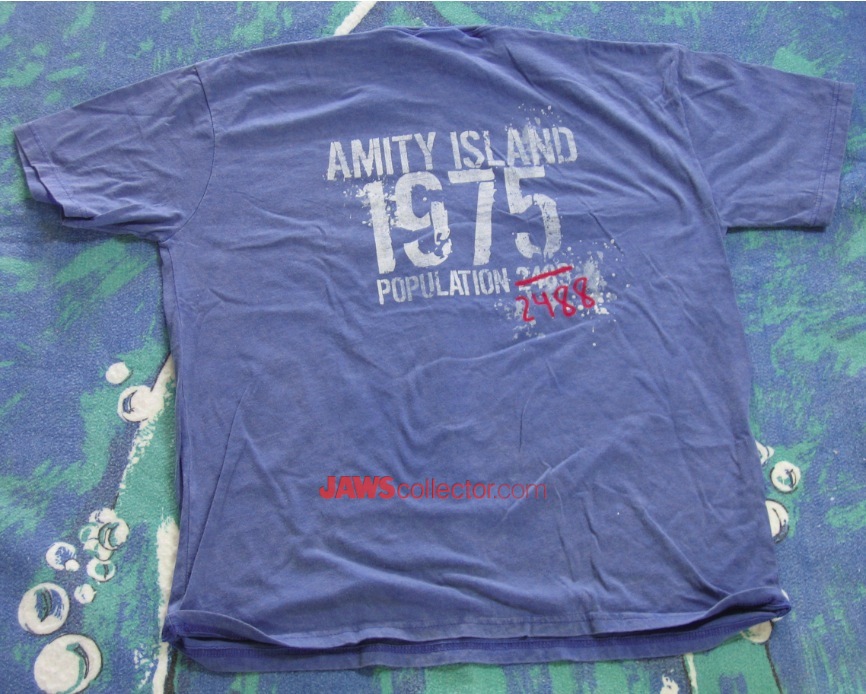 AMITY ISLAND
1975
POPULATION
2488
JAWScollector.com